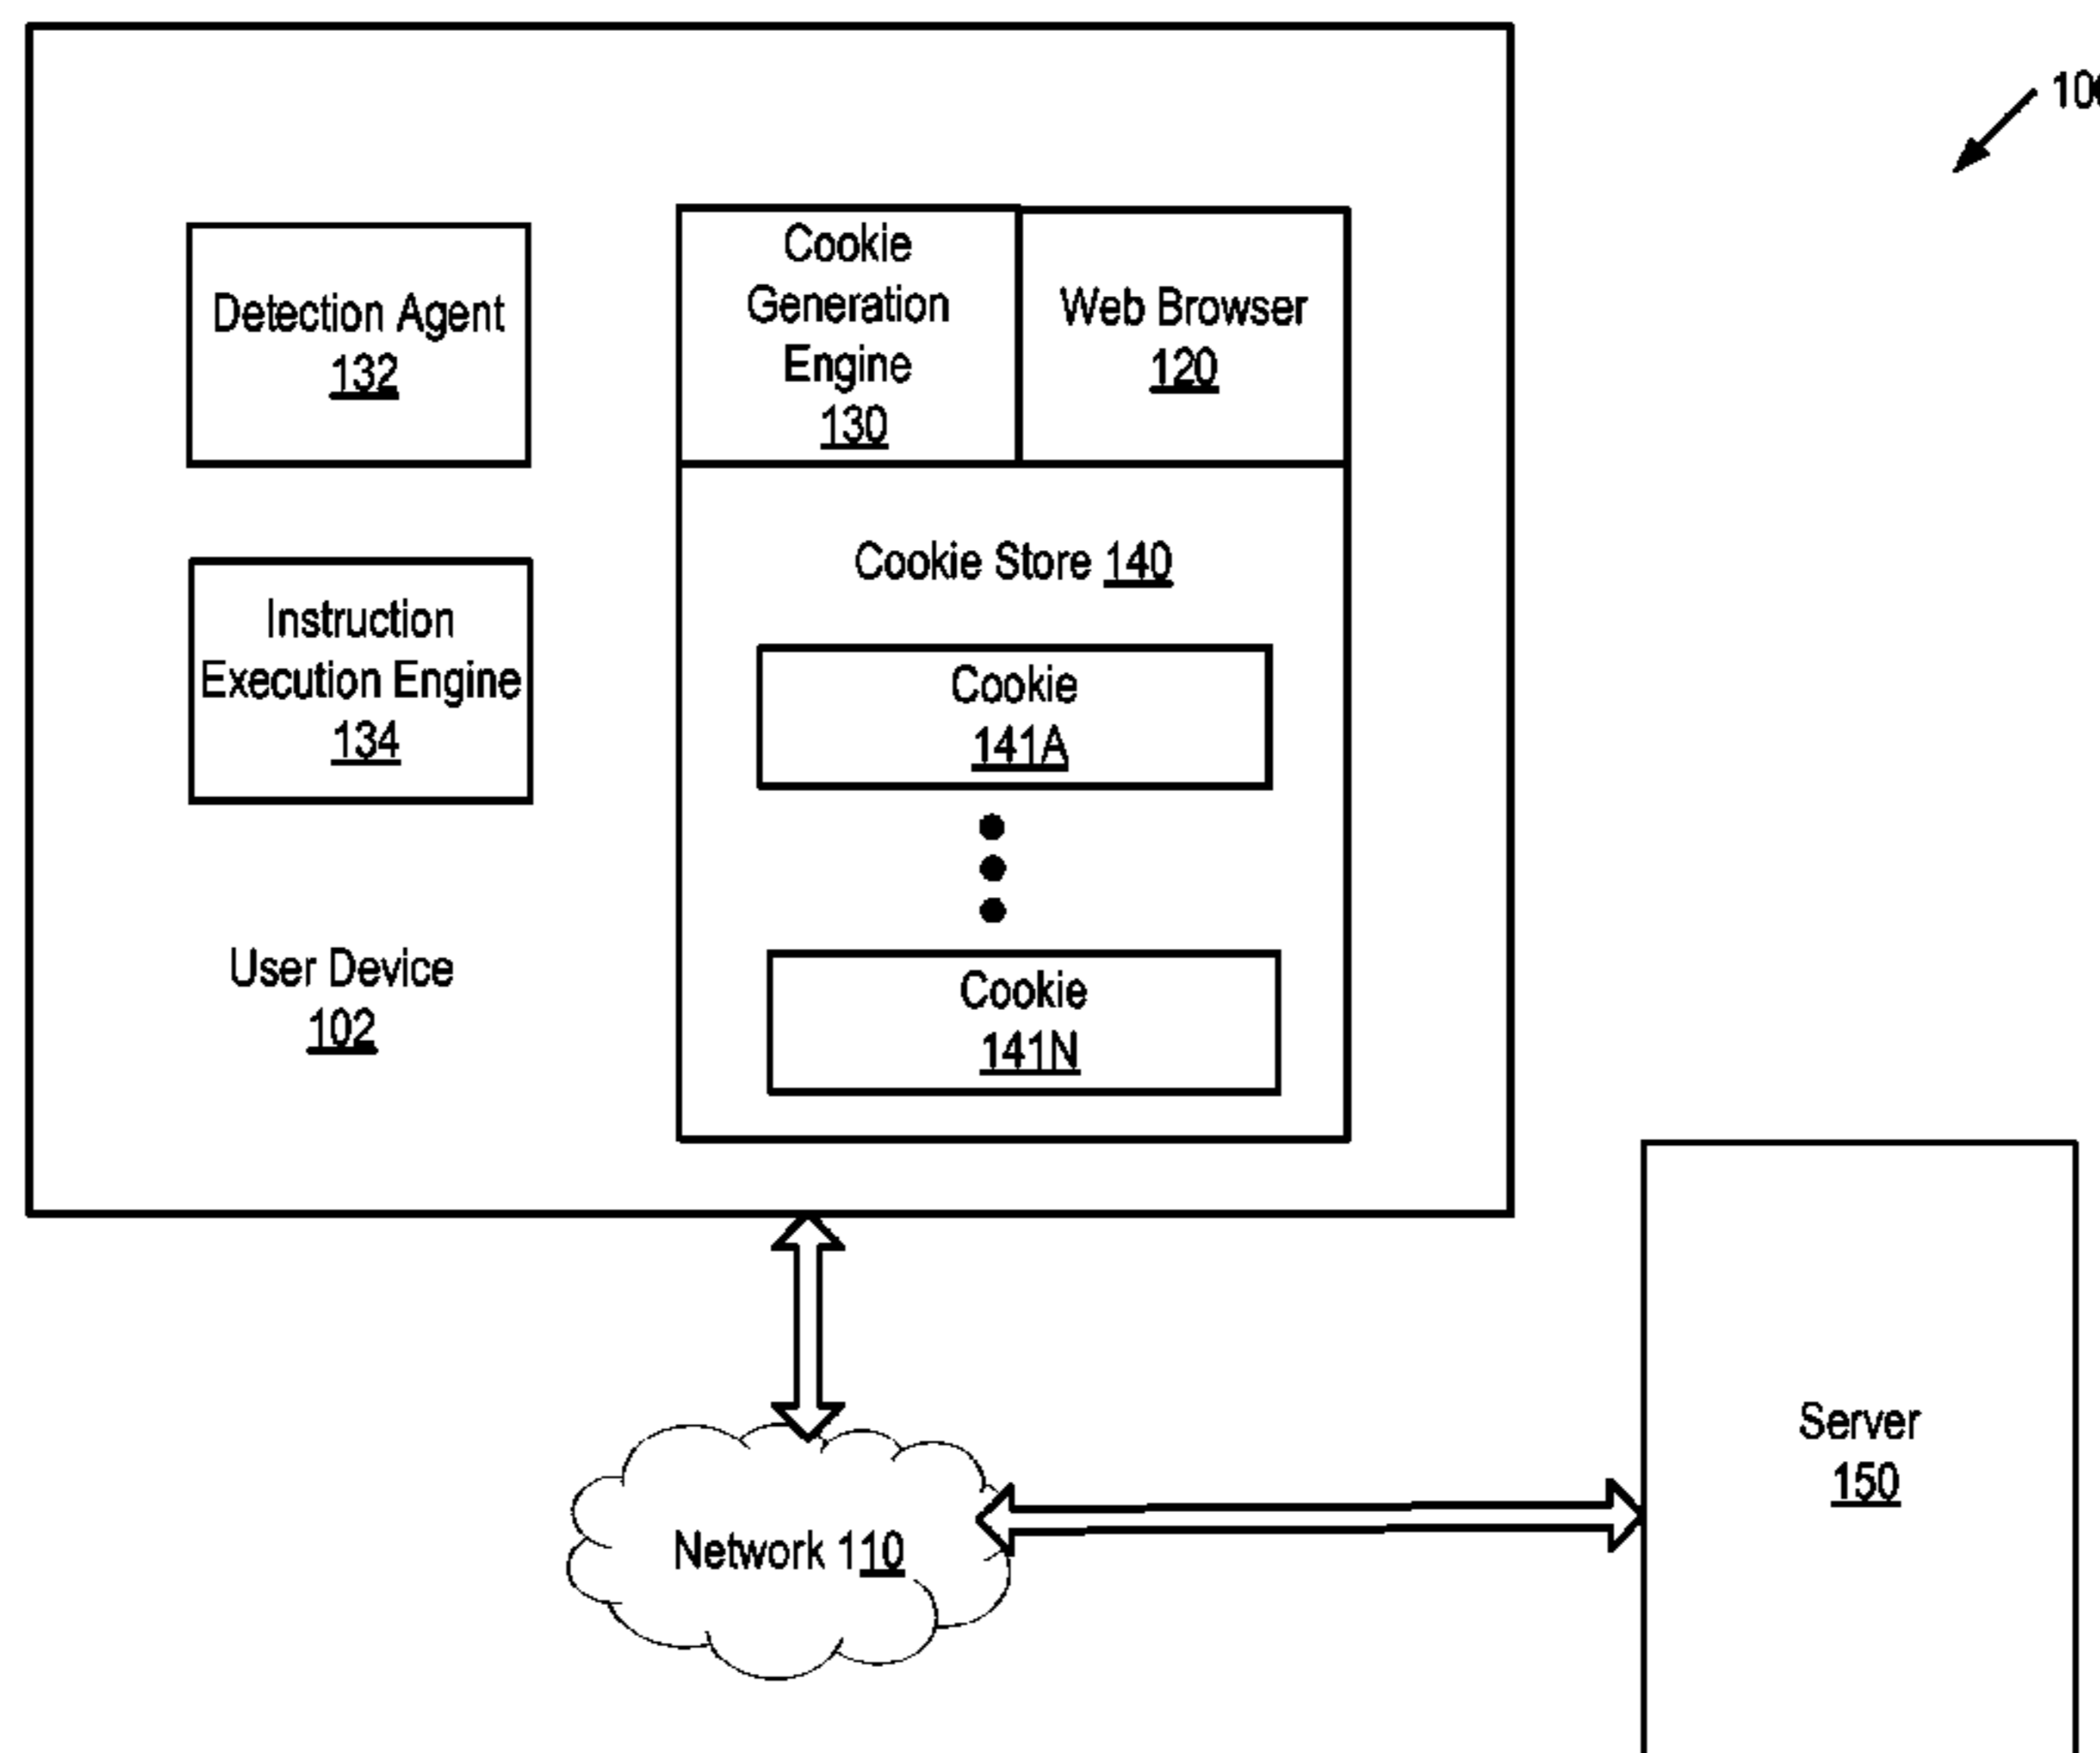 100
Detection Agent
132
Cookie
Generation
Engine
130
Web Browser
120
Instruction
Execution Engine
134
Cookie Store 140
Cookie
141A
Cookie
141N
User Device
102
Network 110
Server
150